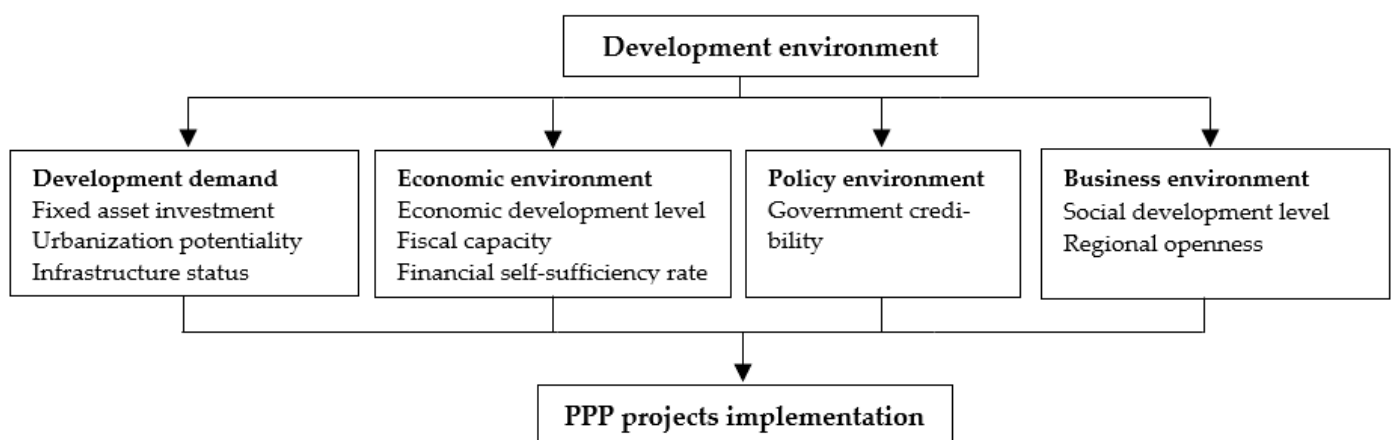 Development environment
Development demand
Fixed asset investment
Urbanization potentiality
Infrastructure status
Economic environment
Economic development level
Fiscal capacity
Financial self-sufficiency rate
Policy environment
Government credi-
bility
Business environment
Social development level
Regional openness
PPP projects implementation